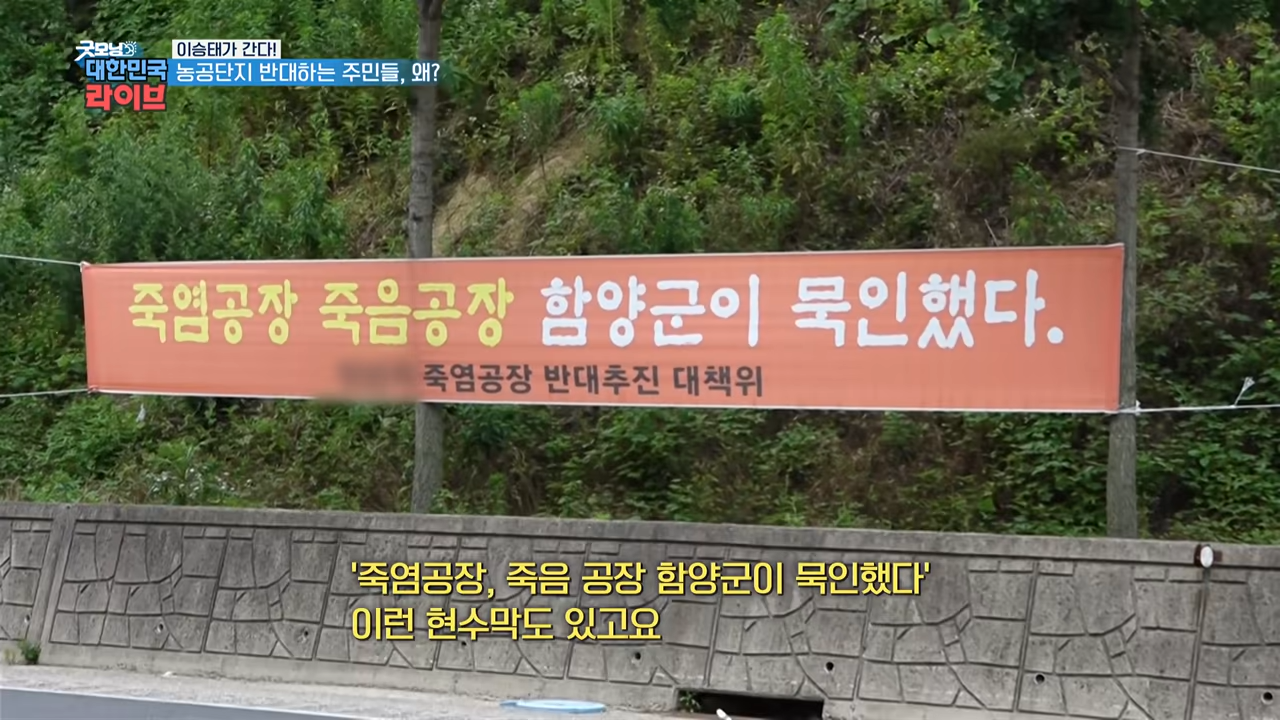 굿모닝
대한민국
라이브
이승태가 간다!
농공단지 반대하는 주민들, 왜?
죽염공장 죽음공장 함양군이 묵인했다.
죽염공장 반대추진 대책위
'죽염공장, 죽음 공장 함양군이 묵인했다'
이런 현수막도 있고요